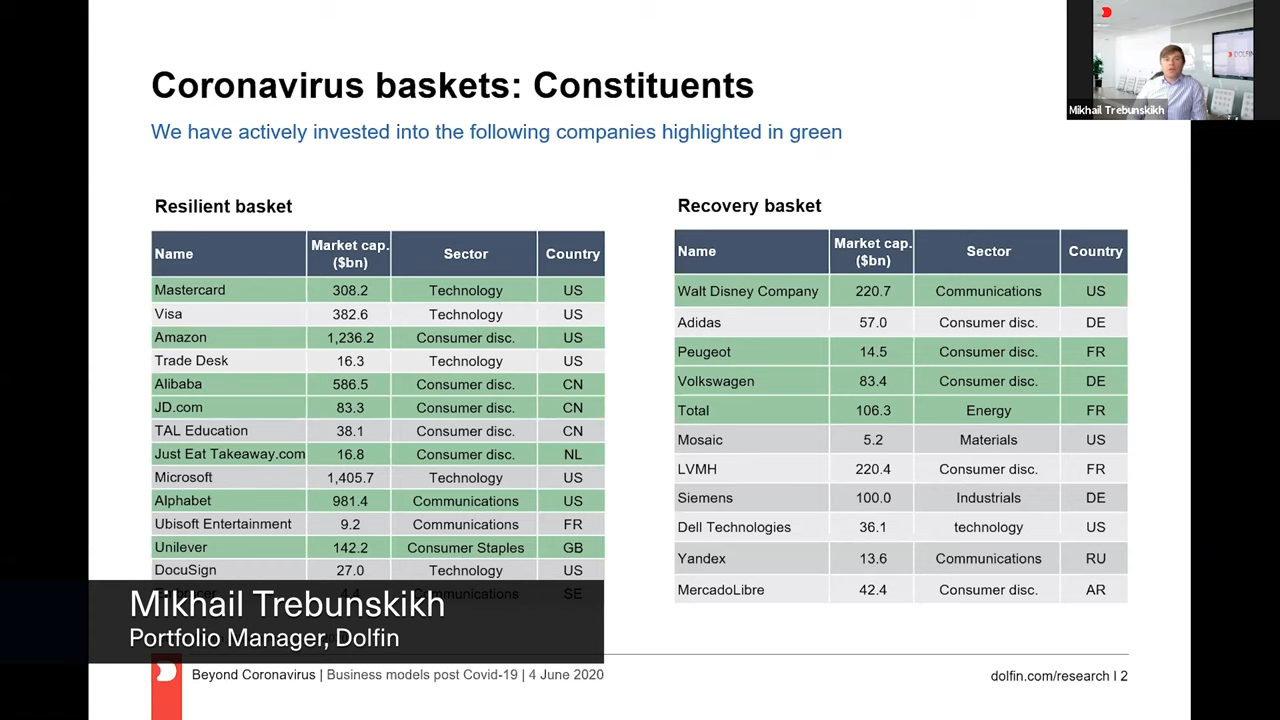 Coronavirus baskets: Constituents
We have actively invested into the following companies highlighted in green
DOLFIN
Mikhail Trebunskikh
Resilient basket
Name Market cap. ($bn) Sector Country
Mastercard 308.2 Technology US
Visa 382.6 Technology US
Amazon 1,236.2 Consumer disc. US
Trade Desk 16.3 Technology US
Alibaba 586.5 Consumer disc. CN
JD.com 83.3 Consumer disc. CN
TAL Education 38.1 Consumer disc. CN
Just Eat Takeaway.com 16.8 Consumer disc. NL
Microsoft 1,405.7 Technology US
Alphabet 981.4 Communications US
Ubisoft Entertainment 9.2 Communications FR
Unilever 142.2 Consumer Staples GB
DocuSign 27.0 Technology US
4.4 Communications SE
Recovery basket
Name Market cap. ($bn) Sector Country
Walt Disney Company 220.7 Communications US
Adidas 57.0 Consumer disc. DE
Peugeot 14.5 Consumer disc. FR
Volkswagen 83.4 Consumer disc. DE
Total 106.3 Energy FR
Mosaic 5.2 Materials US
LVMH 220.4 Consumer disc. FR
Siemens 100.0 Industrials DE
Dell Technologies 36.1 technology US
Yandex 13.6 Communications RU
MercadoLibre 42.4 Consumer disc. AR
Mikhail Trebunskikh
Portfolio Manager, Dolfin
Beyond Coronavirus | Business models post Covid-19 | 4 June 2020
dolfin.com/research I 2